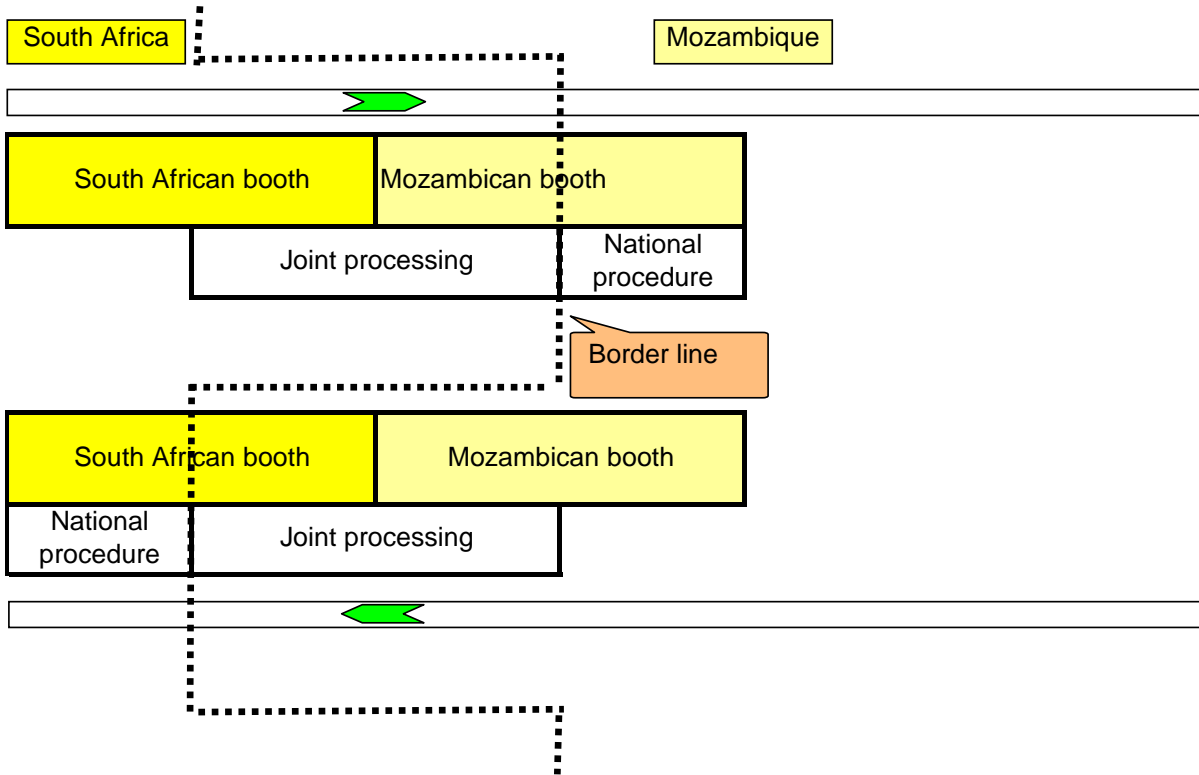 South Africa
Mozambique
South African booth
Mozambican booth
Joint processing
National
procedure
Border line
South African booth
Mozambican booth
National
procedure
Joint processing